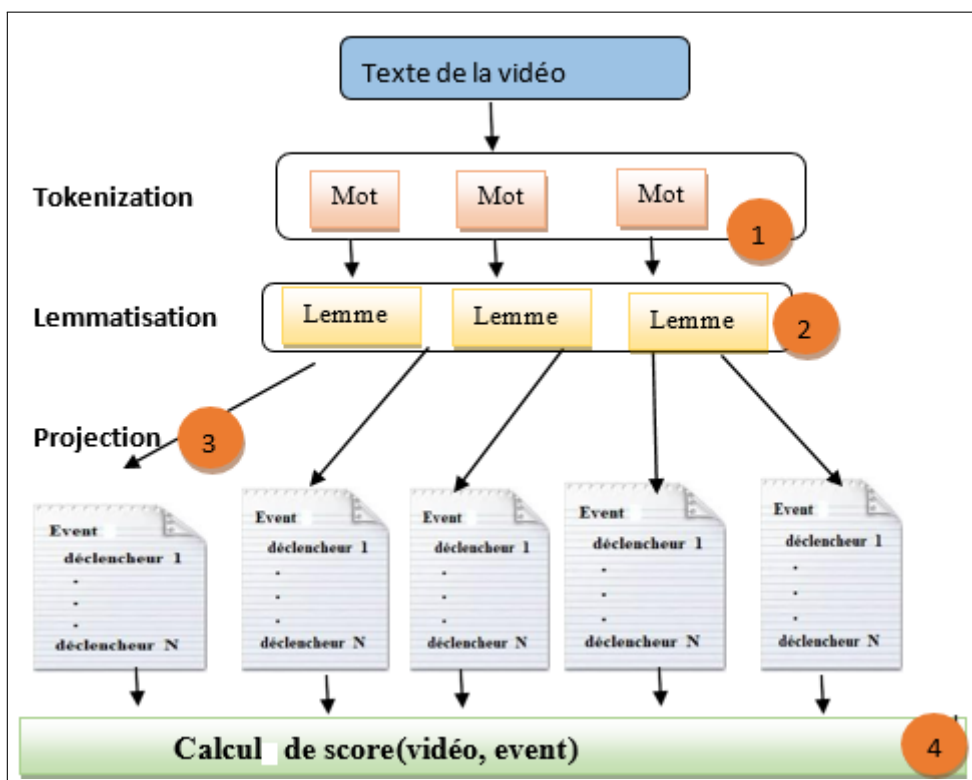 Texte de la vidéo
Tokenization
Mot Mot Mot
1
Lemmatisation
Lemme Lemme Lemme
2
Projection
3
Event
déclencheur 1
.
.
.
déclencheur N
Event
déclencheur 1
.
.
.
déclencheur N
Event
déclencheur 1
.
.
.
déclencheur N
Event
déclencheur 1
.
.
.
déclencheur N
Event
déclencheur 1
.
.
.
déclencheur N
Calcul de score(vidéo, event)
4